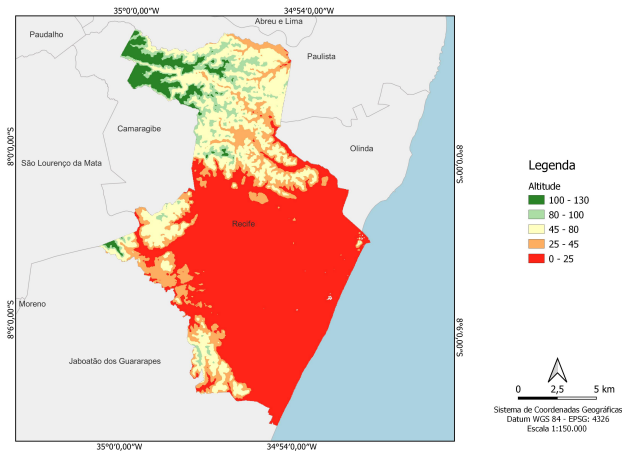 35°0'0,00"W 34°54'0,00"W
Abreu e Lima
Paudalho
Paulista
Camaragibe
Olinda
8°0'0,00"S
8°0'0,00"S
São Lourenço da Mata
Recife
Moreno
8°6'0,00"S
8°6'0,00"S
Jaboatão dos Guararapes
35°0'0,00"W 34°54'0,00"W
Legenda
Altitude
100 - 130
80 - 100
45 - 80
25 - 45
0 - 25
0 2,5 5 km
Sistema de Coordenadas Geográficas
Datum WGS 84 - EPSG: 4326
Escala 1:150.000